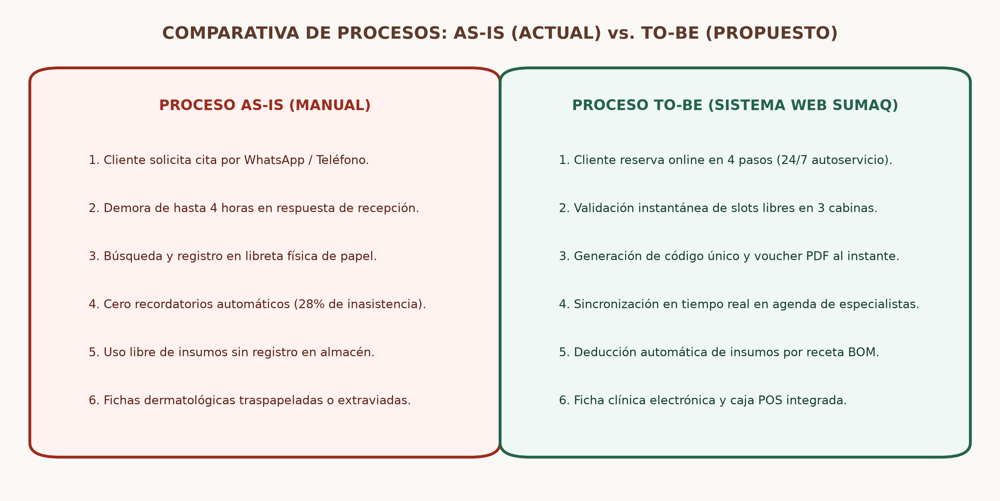 COMPARATIVA DE PROCESOS: AS-IS (ACTUAL) vs. TO-BE (PROPUESTO)
PROCESO AS-IS (MANUAL)
1. Cliente solicita cita por WhatsApp / Teléfono.
2. Demora de hasta 4 horas en respuesta de recepción.
3. Búsqueda y registro en libreta física de papel.
4. Cero recordatorios automáticos (28% de inasistencia).
5. Uso libre de insumos sin registro en almacén.
6. Fichas dermatológicas traspapeladas o extraviadas.
PROCESO TO-BE (SISTEMA WEB SUMAQ)
1. Cliente reserva online en 4 pasos (24/7 autoservicio).
2. Validación instantánea de slots libres en 3 cabinas.
3. Generación de código único y voucher PDF al instante.
4. Sincronización en tiempo real en agenda de especialistas.
5. Deducción automática de insumos por receta BOM.
6. Ficha clínica electrónica y caja POS integrada.